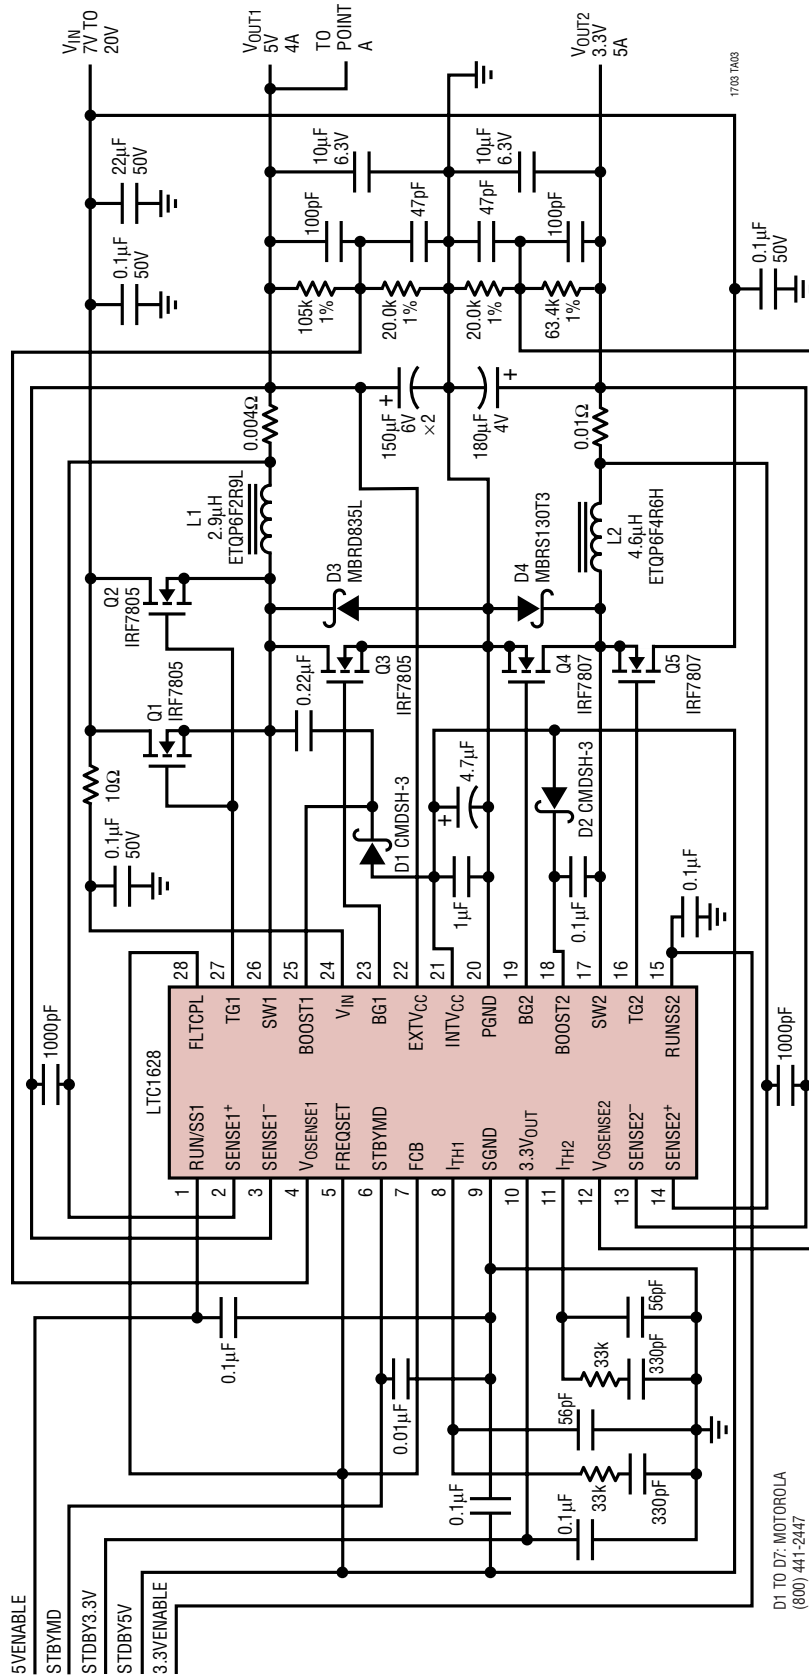 5VENABLE
STBYMD
STDBY3.3V
STDBY5V
3.3VENABLE
0.1µF
0.01µF
0.1µF
0.1µF
33k
330pF
56pF
33k
330pF
56pF
D1 TO D7: MOTOROLA
(800) 441-2447
1000pF
LTC1628
1
2
3
4
5
6
7
8
9
10
11
12
13
14
RUN/SS1
SENSE1+
SENSE1–
VOSENSE1
FREQSET
STBYMD
FCB
ITH1
SGND
3.3VOUT
ITH2
VOSENSE2
SENSE2–
SENSE2+
FLTCPL
TG1
SW1
BOOST1
VIN
BG1
EXTVCC
INTVCC
PGND
BG2
BOOST2
SW2
TG2
RUNSS2
28
27
26
25
24
23
22
21
20
19
18
17
16
15
1000pF
0.1µF
50V
10Ω
Q1
IRF7805
Q2
IRF7805
0.22µF
D1 CMDSH-3
1µF
4.7µF
+
0.1µF
D2 CMDSH-3
0.1µF
Q3
IRF7805
Q4
IRF7807
Q5
IRF7807
D3
MBRD835L
D4
MBRS130T3
L1
2.9µH
ETQP6F2R9L
L2
4.6µH
ETQP6F4R6H
0.004Ω
0.01Ω
150µF
6V
×2
+
180µF
4V
+
105k
1%
20.0k
1%
20.0k
1%
63.4k
1%
100pF
47pF
47pF
100pF
10µF
6.3V
10µF
6.3V
0.1µF
50V
22µF
50V
0.1µF
50V
VIN
7V TO
20V
VOUT1
5V
4A
TO
POINT
A
VOUT2
3.3V
5A
1703 TA03